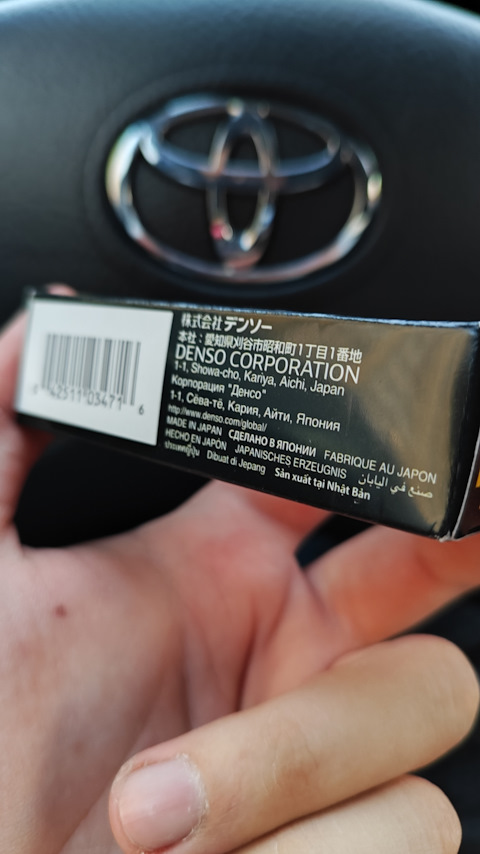 株式会社 デンソー
本社：愛知県刈谷市昭和町1丁目1番地
DENSO CORPORATION
1-1, Showa-cho, Kariya, Aichi, Japan
Корпорация "Денсо"
1-1, Сёва-тё, Кария, Айти, Япония
http://www.denso.com/global/
MADE IN JAPAN СДЕЛАНО В ЯПОНИИ FABRIQUE AU JAPON
HECHO EN JAPÓN JAPANISCHES ERZEUGNIS صنع في اليابان
Dibuat di Jepang Sản xuất tại Nhật Bản
42511 03471 6